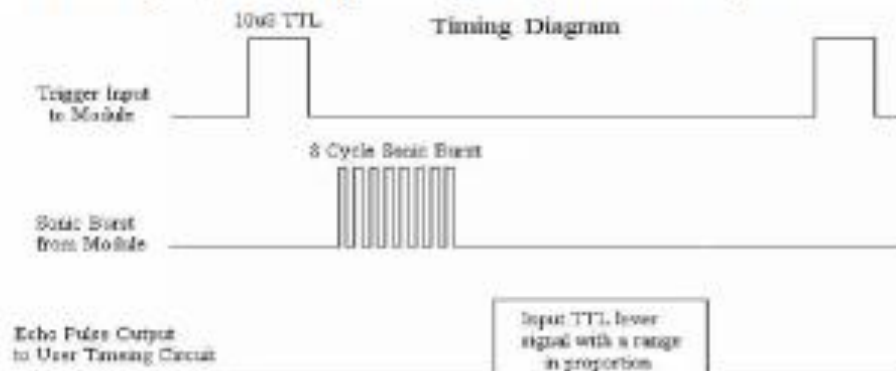 10uS TTL
Timing Diagram
Trigger Input
to Module
8 Cycle Sonic Burst
Sonic Burst
from Module
Echo Pulse Output
to User Timeing Circuit
Input TTL lever
signal with a range
in proportion